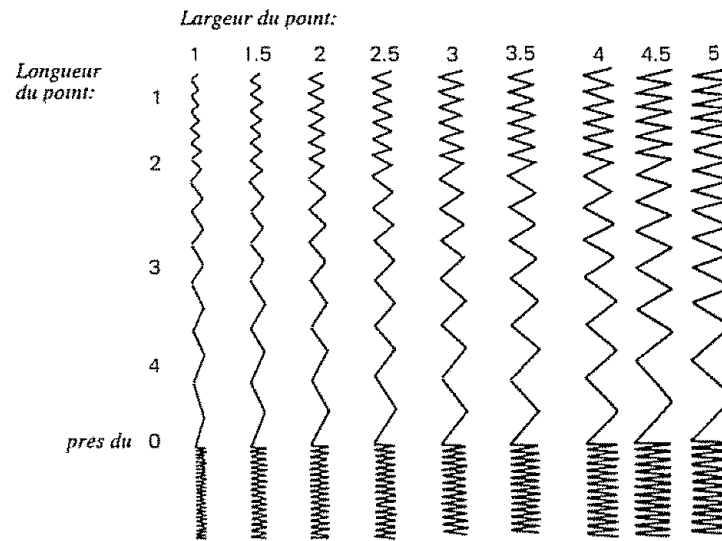 Largeur du point:
1 1.5 2 2.5 3 3.5 4 4.5 5
Longueur
du point:
1
2
3
4
pres du 0